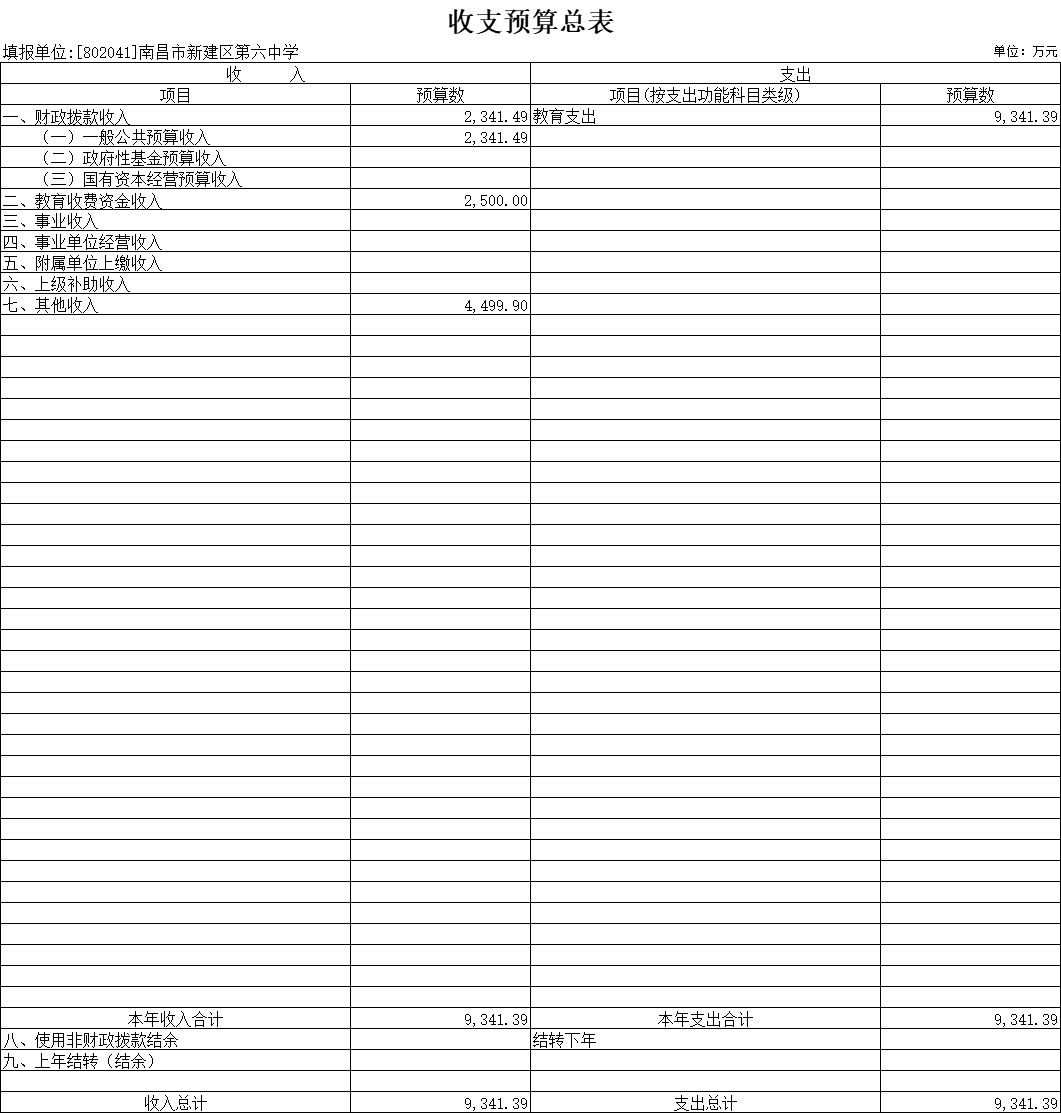 收支预算总表
填报单位:[802041]南昌市新建区第六中学 单位：万元
收 入 支出
项目 预算数 项目(按支出功能科目类级) 预算数
一、财政拨款收入 2,341.49 教育支出 9,341.39
（一）一般公共预算收入 2,341.49
（二）政府性基金预算收入
（三）国有资本经营预算收入
二、教育收费资金收入 2,500.00
三、事业收入
四、事业单位经营收入
五、附属单位上缴收入
六、上级补助收入
七、其他收入 4,499.90
本年收入合计 9,341.39 本年支出合计 9,341.39
八、使用非财政拨款结余 结转下年
九、上年结转（结余）
收入总计 9,341.39 支出总计 9,341.39